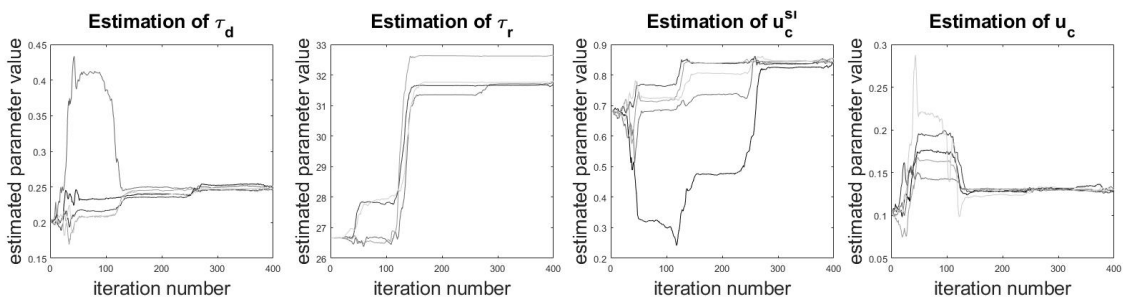 Estimation of τ_d
Estimation of τ_r
Estimation of u_c^sı
Estimation of u_c
estimated parameter value
0.45
0.4
0.35
0.3
0.25
0.2
0.15
0 100 200 300 400
iteration number
estimated parameter value
33
32
31
30
29
28
27
26
0 100 200 300 400
iteration number
estimated parameter value
0.9
0.8
0.7
0.6
0.5
0.4
0.3
0.2
0 100 200 300 400
iteration number
estimated parameter value
0.3
0.25
0.2
0.15
0.1
0.05
0 100 200 300 400
iteration number